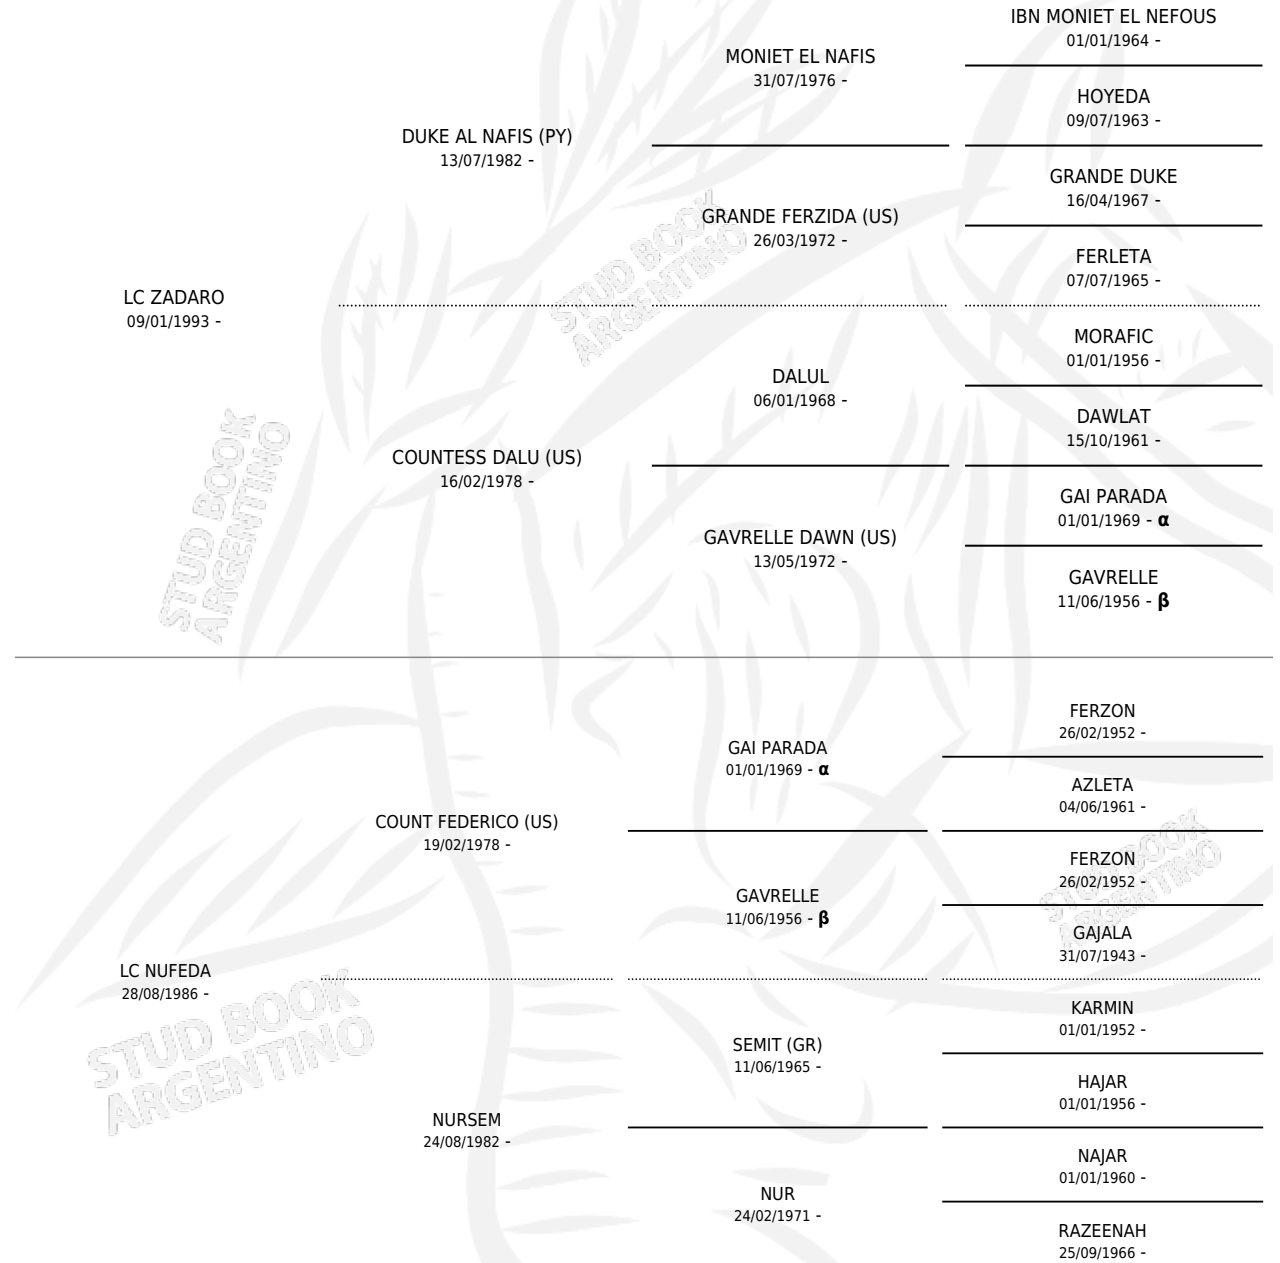 IBN MONIET EL NEFOUS
01/01/1964 -
MONIET EL NAFIS
31/07/1976 -
HOYEDA
09/07/1963 -
DUKE AL NAFIS (PY)
13/07/1982 -
GRANDE DUKE
16/04/1967 -
GRANDE FERZIDA (US)
26/03/1972 -
FERLETA
07/07/1965 -
LC ZADARO
09/01/1993 -
MORAFIC
01/01/1956 -
DALUL
06/01/1968 -
DAWLAT
15/10/1961 -
COUNTESS DALU (US)
16/02/1978 -
GAI PARADA
01/01/1969 - α
GAVRELLE DAWN (US)
13/05/1972 -
GAVRELLE
11/06/1956 - β
FERZON
26/02/1952 -
GAI PARADA
01/01/1969 - α
AZLETA
04/06/1961 -
COUNT FEDERICO (US)
19/02/1978 -
FERZON
26/02/1952 -
GAVRELLE
11/06/1956 - β
GAJALA
31/07/1943 -
LC NUFEDA
28/08/1986 -
KARMIN
01/01/1952 -
SEMIT (GR)
11/06/1965 -
HAJAR
01/01/1956 -
NURSEM
24/08/1982 -
NAJAR
01/01/1960 -
NUR
24/02/1971 -
RAZEENAH
25/09/1966 -
STUD BOOK
ARGENTINO
STUD BOOK
ARGENTINO
STUD BOOK
ARGENTINO
STUD BOOK
ARGENTINO